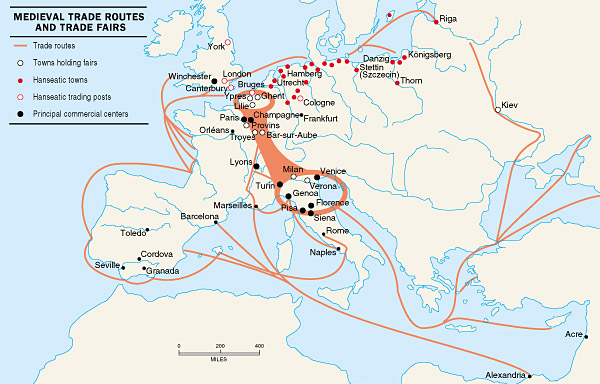 MEDIEVAL TRADE ROUTES
AND TRADE FAIRS
Trade routes
Towns holding fairs
Hanseatic towns
Hanseatic trading posts
Principal commercial centers
Riga
York
Danzig
Königsberg
Winchester
London
Hamberg
Stettin
(Szczecin)
Canterbury
Bruges
Utrecht
Thorn
Ypres
Ghent
Lille
Cologne
Kiev
Paris
Champagne
Frankfurt
Provins
Orléans
Troyes
Bar-sur-Aube
Lyons
Milan
Venice
Turin
Verona
Genoa
Marseilles
Pisa
Florence
Siena
Barcelona
Rome
Toledo
Naples
Cordova
Seville
Granada
Acre
Alexandria
0 200 400
MILES